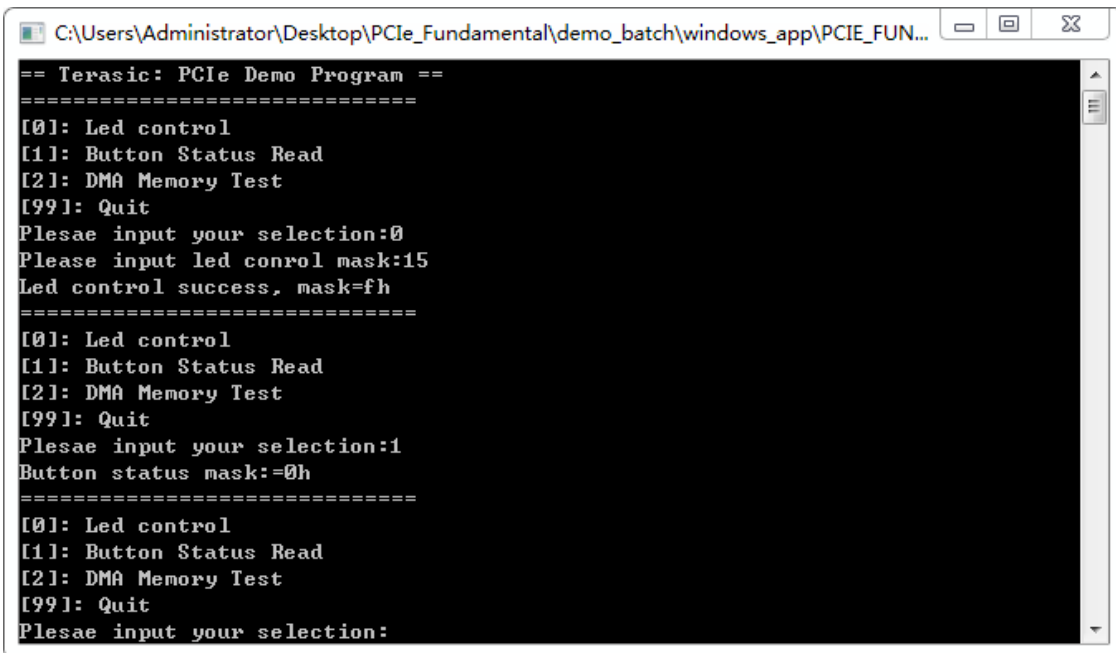 C:\Users\Administrator\Desktop\PCIe_Fundamental\demo_batch\windows_app\PCIE_FUN...
== Terasic: PCIe Demo Program ==
==============================
[0]: Led control
[1]: Button Status Read
[2]: DMA Memory Test
[99]: Quit
Plesae input your selection:0
Please input led conrol mask:15
Led control success, mask=fh
==============================
[0]: Led control
[1]: Button Status Read
[2]: DMA Memory Test
[99]: Quit
Plesae input your selection:1
Button status mask:=0h
==============================
[0]: Led control
[1]: Button Status Read
[2]: DMA Memory Test
[99]: Quit
Plesae input your selection: